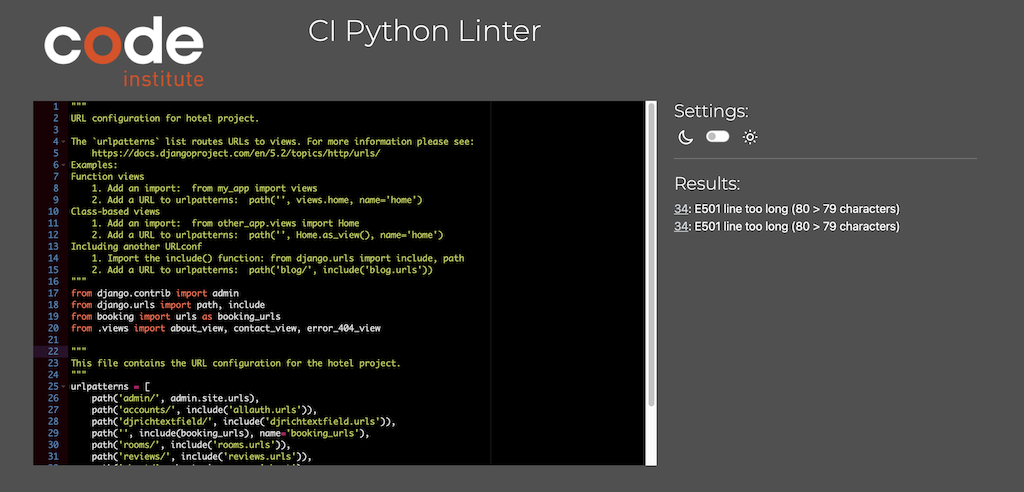 code
institute
CI Python Linter
1 """
2 URL configuration for hotel project.
3
4 The `urlpatterns` list routes URLs to views. For more information please see:
5     https://docs.djangoproject.com/en/5.2/topics/http/urls/
6 Examples:
7 Function views
8     1. Add an import:  from my_app import views
9     2. Add a URL to urlpatterns:  path('', views.home, name='home')
10 Class-based views
11     1. Add an import:  from other_app.views import Home
12     2. Add a URL to urlpatterns:  path('', Home.as_view(), name='home')
13 Including another URLconf
14     1. Import the include() function: from django.urls import include, path
15     2. Add a URL to urlpatterns:  path('blog/', include('blog.urls'))
16 """
17 from django.contrib import admin
18 from django.urls import path, include
19 from booking import urls as booking_urls
20 from .views import about_view, contact_view, error_404_view
21
22 """
23 This file contains the URL configuration for the hotel project.
24 """
25 urlpatterns = [
26     path('admin/', admin.site.urls),
27     path('accounts/', include('allauth.urls')),
28     path('djrichtextfield/', include('djrichtextfield.urls')),
29     path('', include(booking_urls), name='booking_urls'),
30     path('rooms/', include('rooms.urls')),
31     path('reviews/', include('reviews.urls')),
Settings:
Results:
34: E501 line too long (80 > 79 characters)
34: E501 line too long (80 > 79 characters)